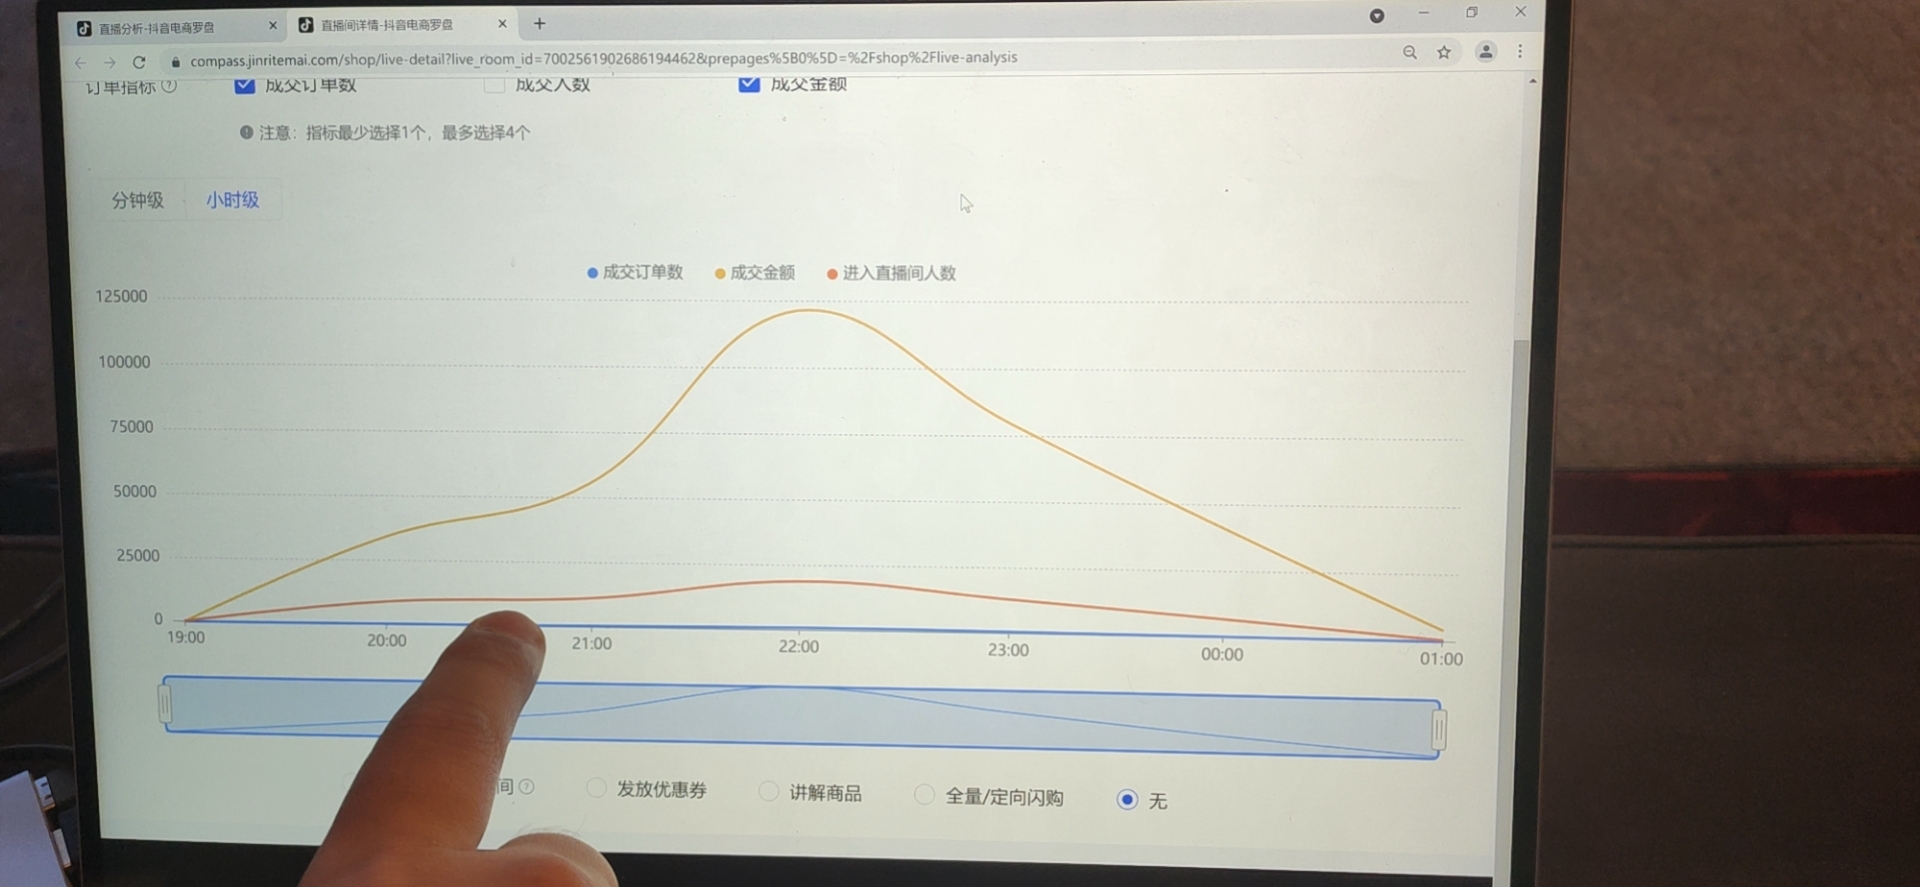 直播分析-抖音电商罗盘
直播间详情-抖音电商罗盘
compass.jinritemai.com/shop/live-detail?live_room_id=7002561902686194462&prepages%5B0%5D=%2Fshop%2Flive-analysis
订单指标 成交订单数 成交人数 成交金额
注意：指标最少选择1个，最多选择4个
分钟级 小时级
成交订单数 成交金额 进入直播间人数
125000
100000
75000
50000
25000
0
19:00 20:00 21:00 22:00 23:00 00:00 01:00
间 发放优惠券 讲解商品 全量/定向闪购 无